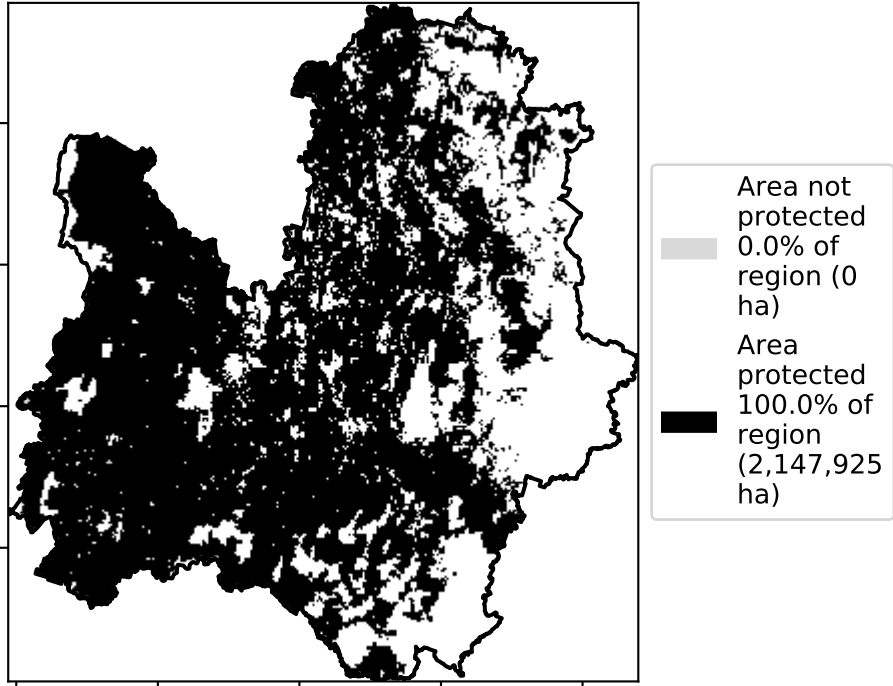 Area not
protected
0.0% of
region (0
ha)
Area
protected
100.0% of
region
(2,147,925
ha)